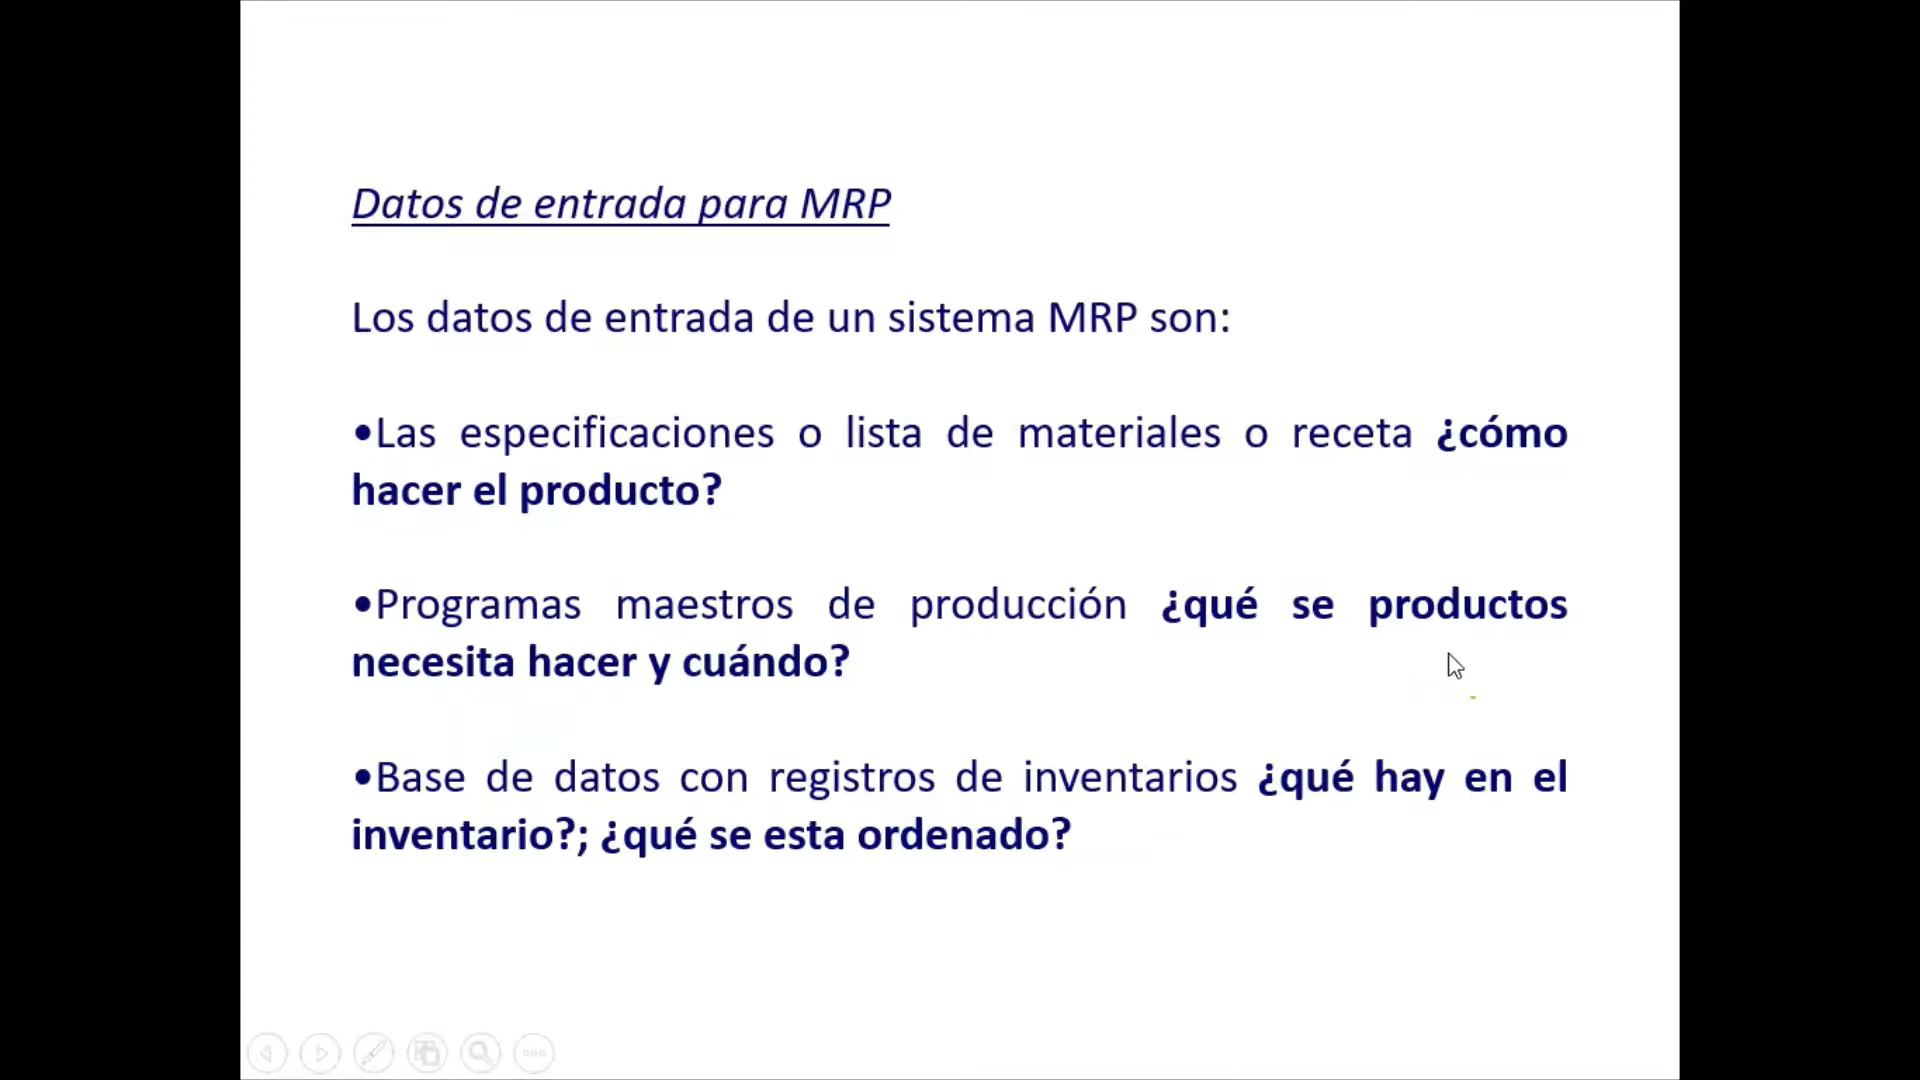 Datos de entrada para MRP
Los datos de entrada de un sistema MRP son:
•Las especificaciones o lista de materiales o receta ¿cómo
hacer el producto?
•Programas maestros de producción ¿qué se productos
necesita hacer y cuándo?
•Base de datos con registros de inventarios ¿qué hay en el
inventario?; ¿qué se esta ordenado?